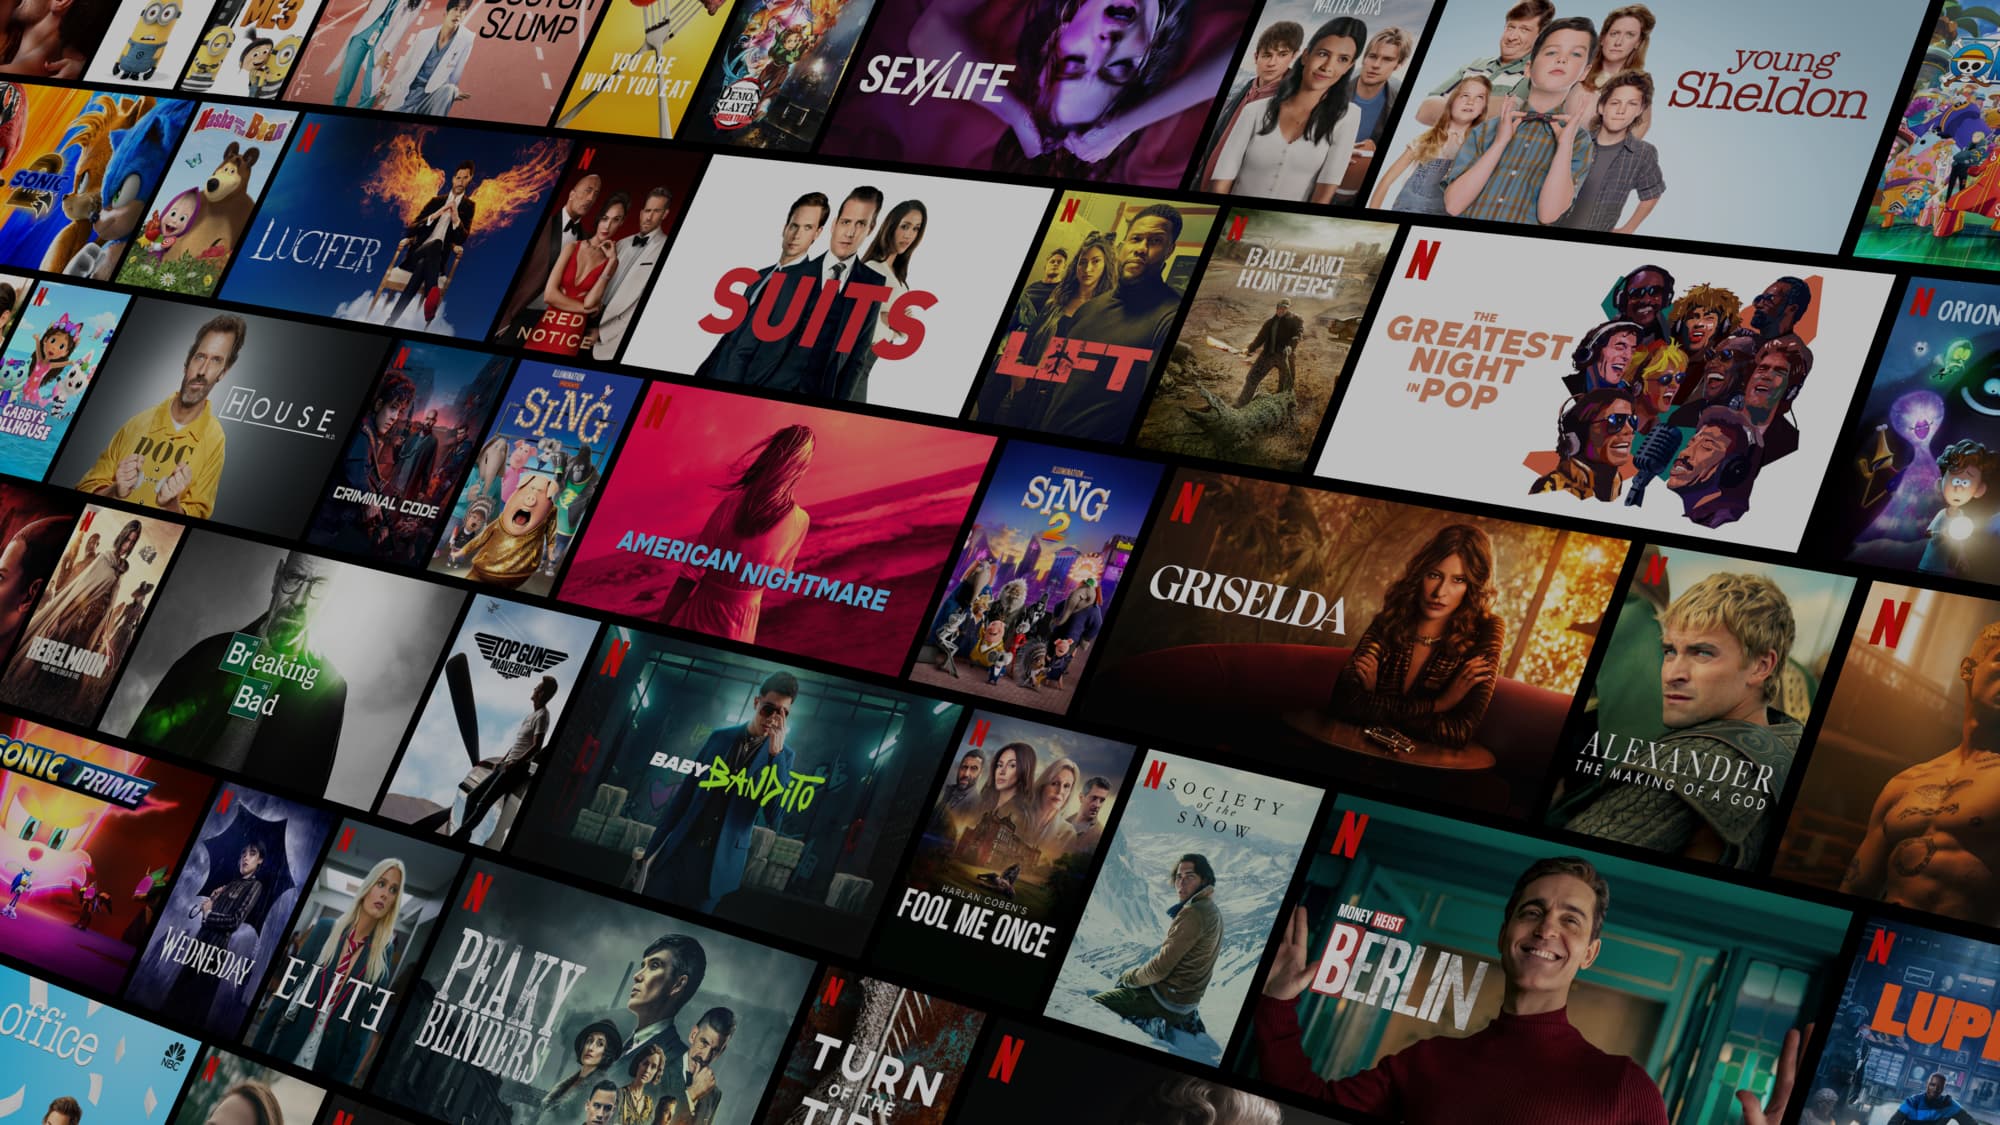 ME3
DOCTOR
SLUMP
YOU ARE
WHAT YOU EAT
DEMON
SLAYER
SEX/LIFE
WALTER BOYS
young
Sheldon
SONIC
Masha and The Bear
N
LUCIFER
N
RED
NOTICE
SUITS
N
LIFT
N
BADLAND
HUNTERS
N
THE
GREATEST
NIGHT
IN POP
N ORION
N
GABBY'S
DOLLHOUSE
DOC
HOUSE M.D.
N
CRIMINAL CODE
ILLUMINATION
PRESENTS
SING
N
AMERICAN NIGHTMARE
ILLUMINATION
SING
2
N
GRISELDA
N
ALEXANDER
THE MAKING OF A GOD
N
N
REBEL MOON
Breaking
Bad
TOP GUN
MAVERICK
N
BABY BANDITO
N
HARLAN COBEN'S
FOOL ME ONCE
N SOCIETY
of the
SNOW
N
MONEY HEIST
BERLIN
N
LUPI
SONIC PRIME
N
WEDNESDAY
N
ELITE
N
PEAKY
BLINDERS
N
TURN
OF THE
TIDE
N
office
NBC
N
N